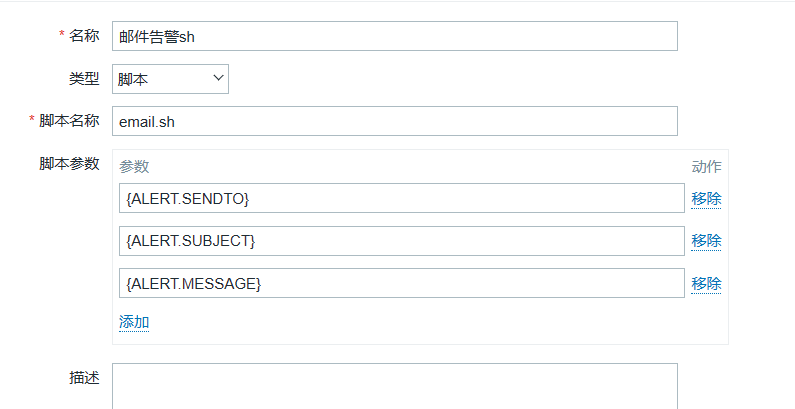 * 名称 邮件告警sh
类型 脚本
* 脚本名称 email.sh
脚本参数 参数 动作
{ALERT.SENDTO} 移除
{ALERT.SUBJECT} 移除
{ALERT.MESSAGE} 移除
添加
描述